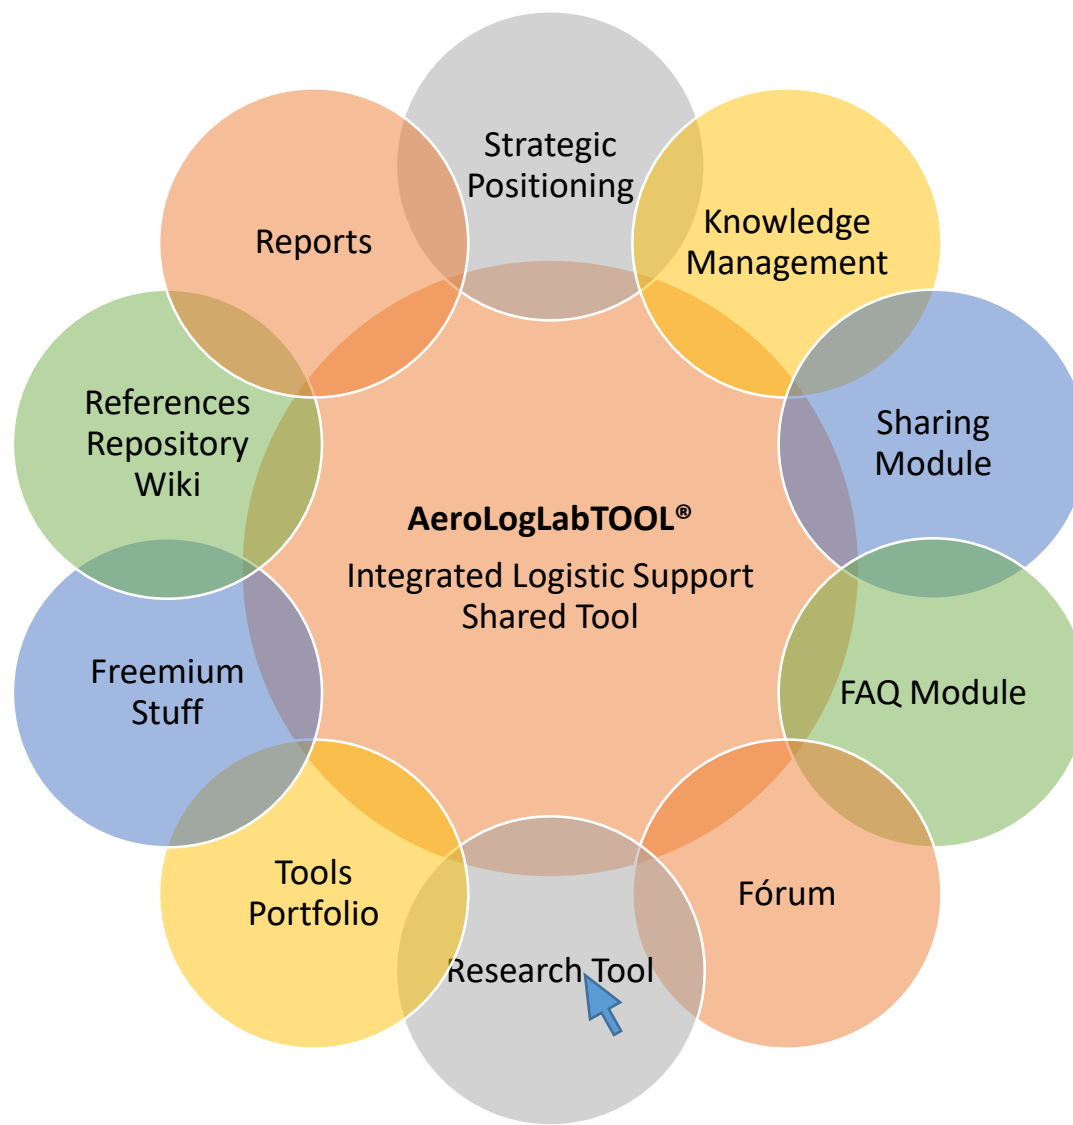 Strategic
Positioning
Knowledge
Management
Sharing
Module
FAQ Module
Fórum
Research Tool
Tools
Portfolio
Freemium
Stuff
References
Repository
Wiki
Reports
AeroLogLabTOOL®
Integrated Logistic Support
Shared Tool